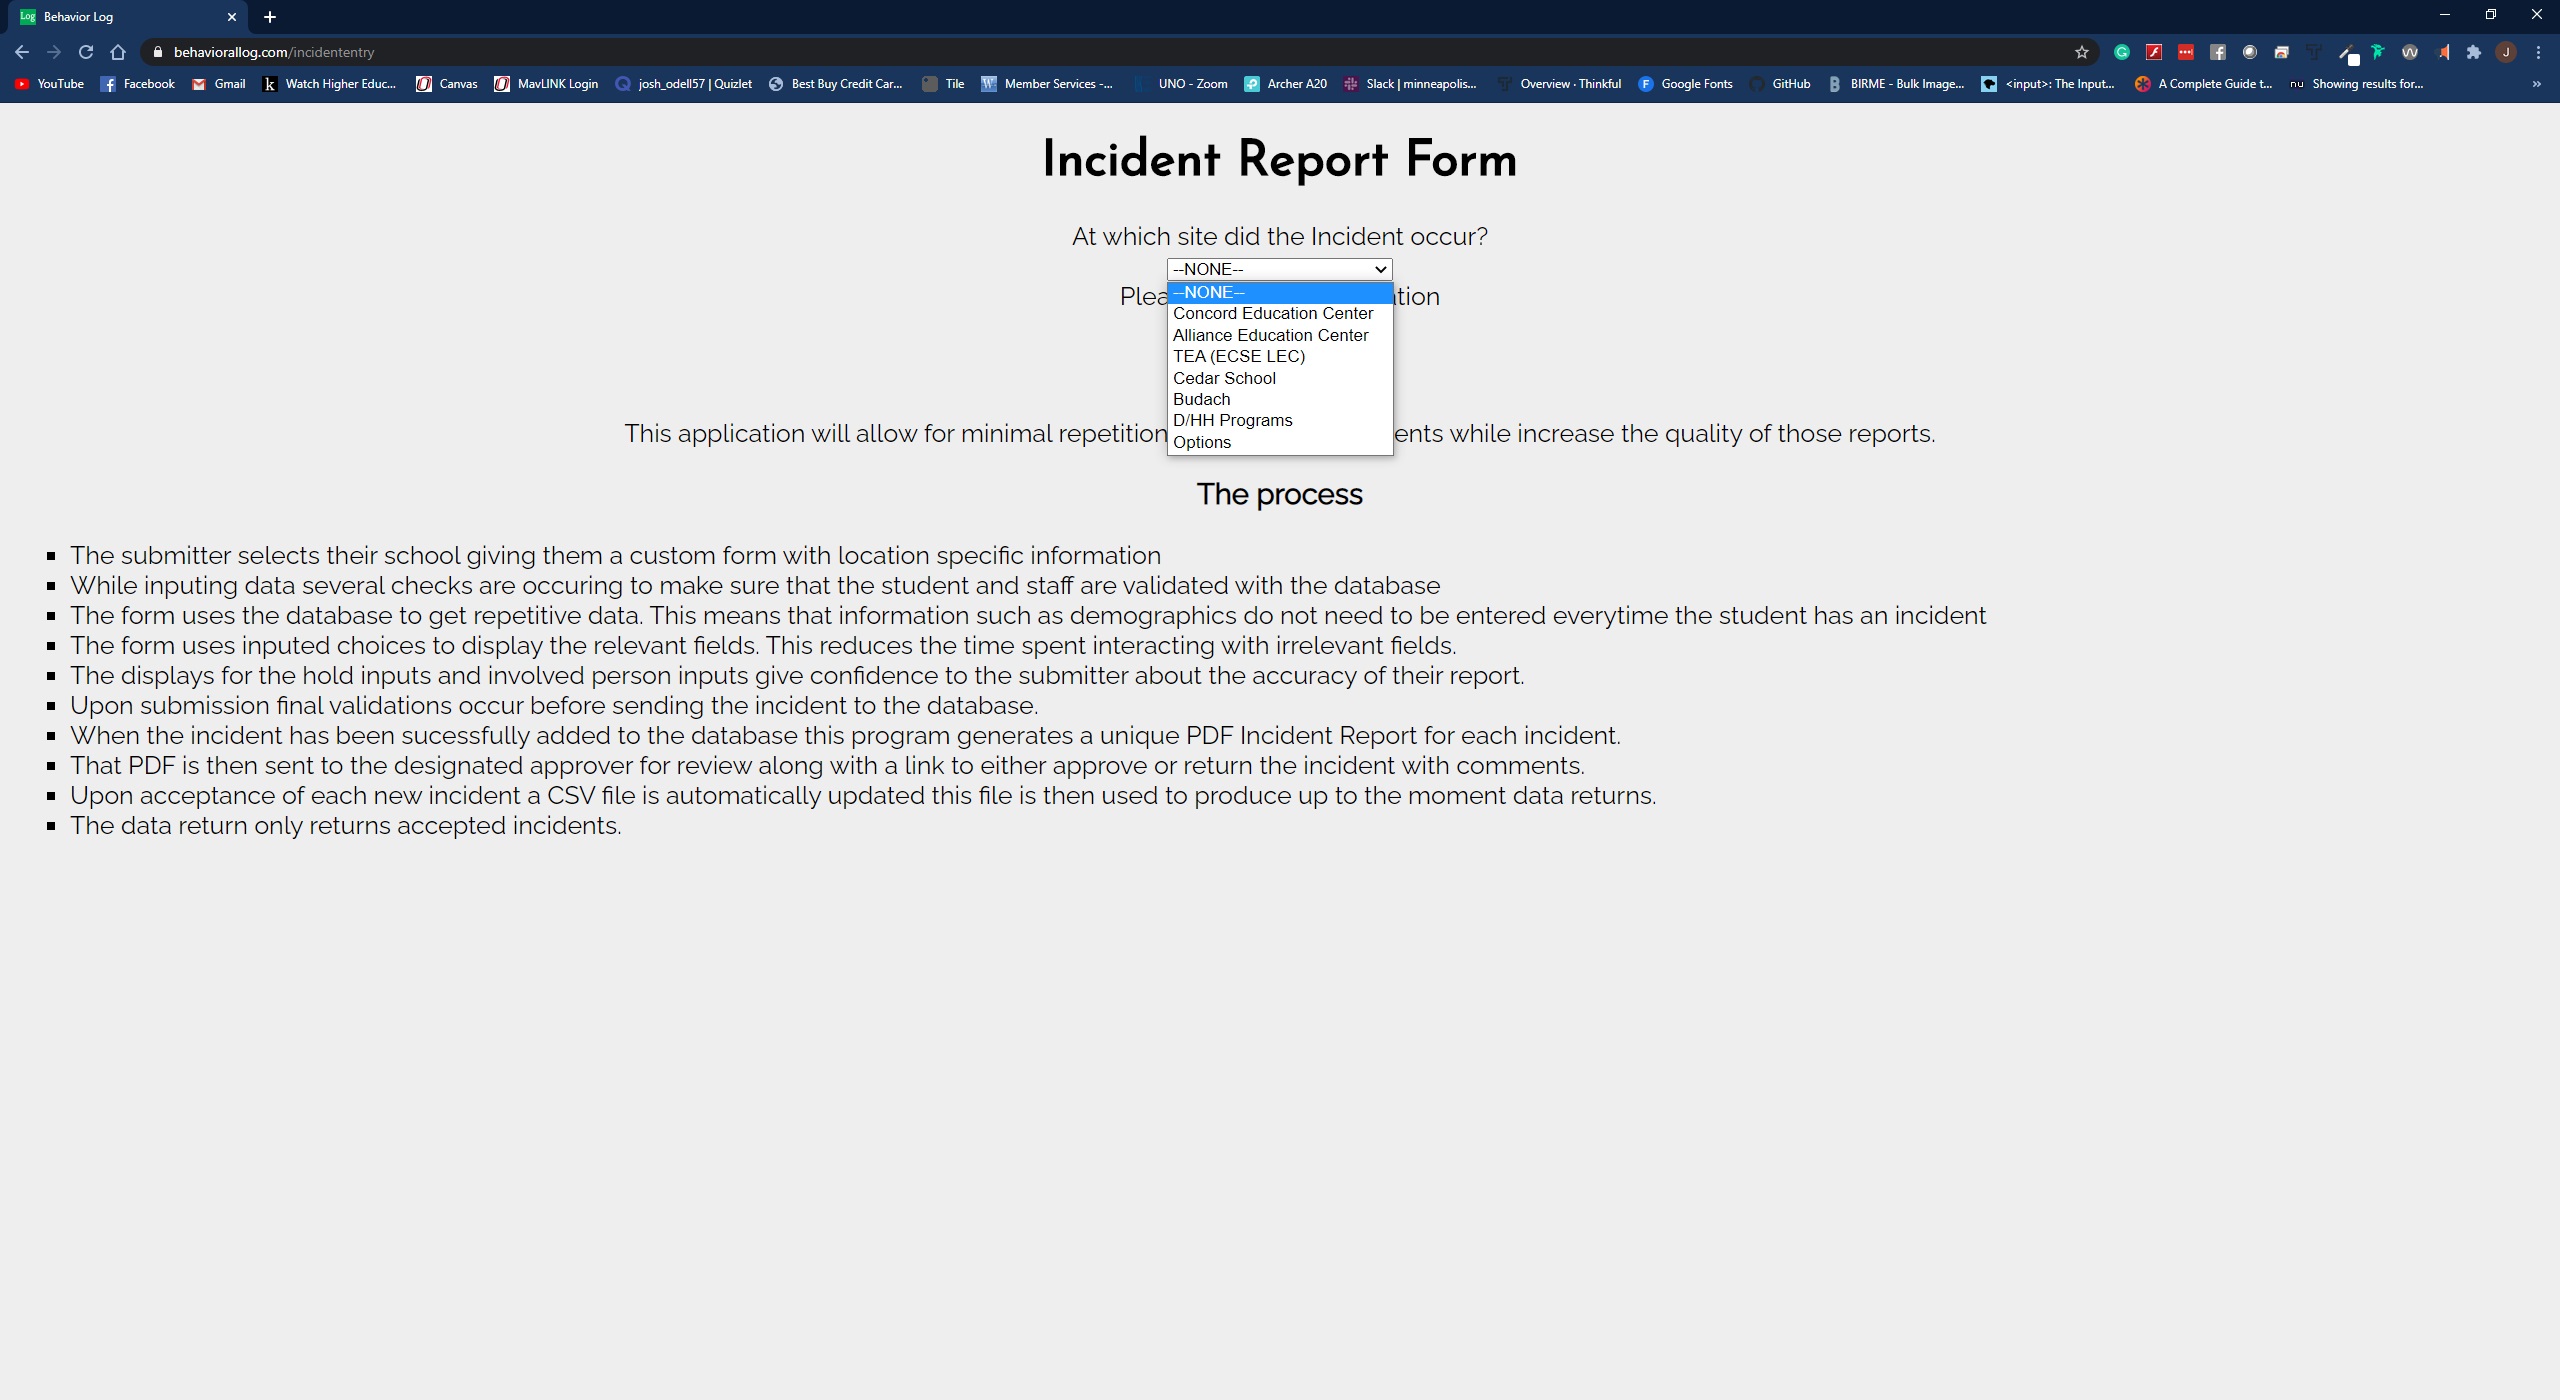 Log Behavior Log
behaviorallog.com/incidententry
J
YouTube Facebook Gmail k Watch Higher Educ... Canvas MavLINK Login josh_odell57 | Quizlet Best Buy Credit Car... Tile W Member Services -... UNO - Zoom Archer A20 Slack | minneapolis... Overview · Thinkful F Google Fonts GitHub B BIRME - Bulk Image... <input>: The Input... A Complete Guide t... nu Showing results for... »
Incident Report Form
At which site did the Incident occur?
--NONE--
Plea tion
--NONE--
Concord Education Center
Alliance Education Center
TEA (ECSE LEC)
Cedar School
Budach
D/HH Programs
Options
This application will allow for minimal repetition ents while increase the quality of those reports.
The process
The submitter selects their school giving them a custom form with location specific information
While inputing data several checks are occuring to make sure that the student and staff are validated with the database
The form uses the database to get repetitive data. This means that information such as demographics do not need to be entered everytime the student has an incident
The form uses inputed choices to display the relevant fields. This reduces the time spent interacting with irrelevant fields.
The displays for the hold inputs and involved person inputs give confidence to the submitter about the accuracy of their report.
Upon submission final validations occur before sending the incident to the database.
When the incident has been sucessfully added to the database this program generates a unique PDF Incident Report for each incident.
That PDF is then sent to the designated approver for review along with a link to either approve or return the incident with comments.
Upon acceptance of each new incident a CSV file is automatically updated this file is then used to produce up to the moment data returns.
The data return only returns accepted incidents.